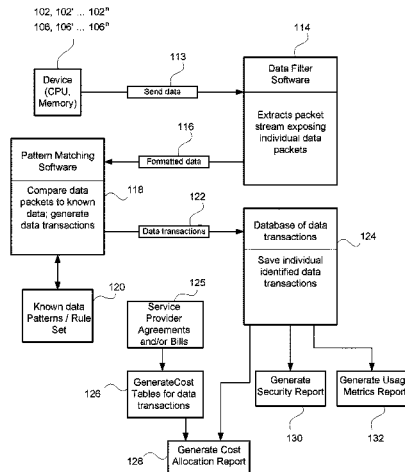 102, 102' ... 102ⁿ
106, 106' ... 106ⁿ
114
113
Device
(CPU,
Memory)
Send data
Data Filter
Software
Extracts packet
stream exposing
individual data
packets
116
Formatted data
Pattern Matching
Software
Compare data
packets to known
data; generate
data transactions
118
122
Data transactions
Database of data
transactions
Save individual
identified data
transactions
124
120
Known data
Patterns / Rule
Set
125
Service
Provider
Agreements
and/or Bills
126
GenerateCost
Tables for data
transactions
Generate
Security Report
Generate Usage
Metrics Report
130
132
128
Generate Cost
Allocation Report